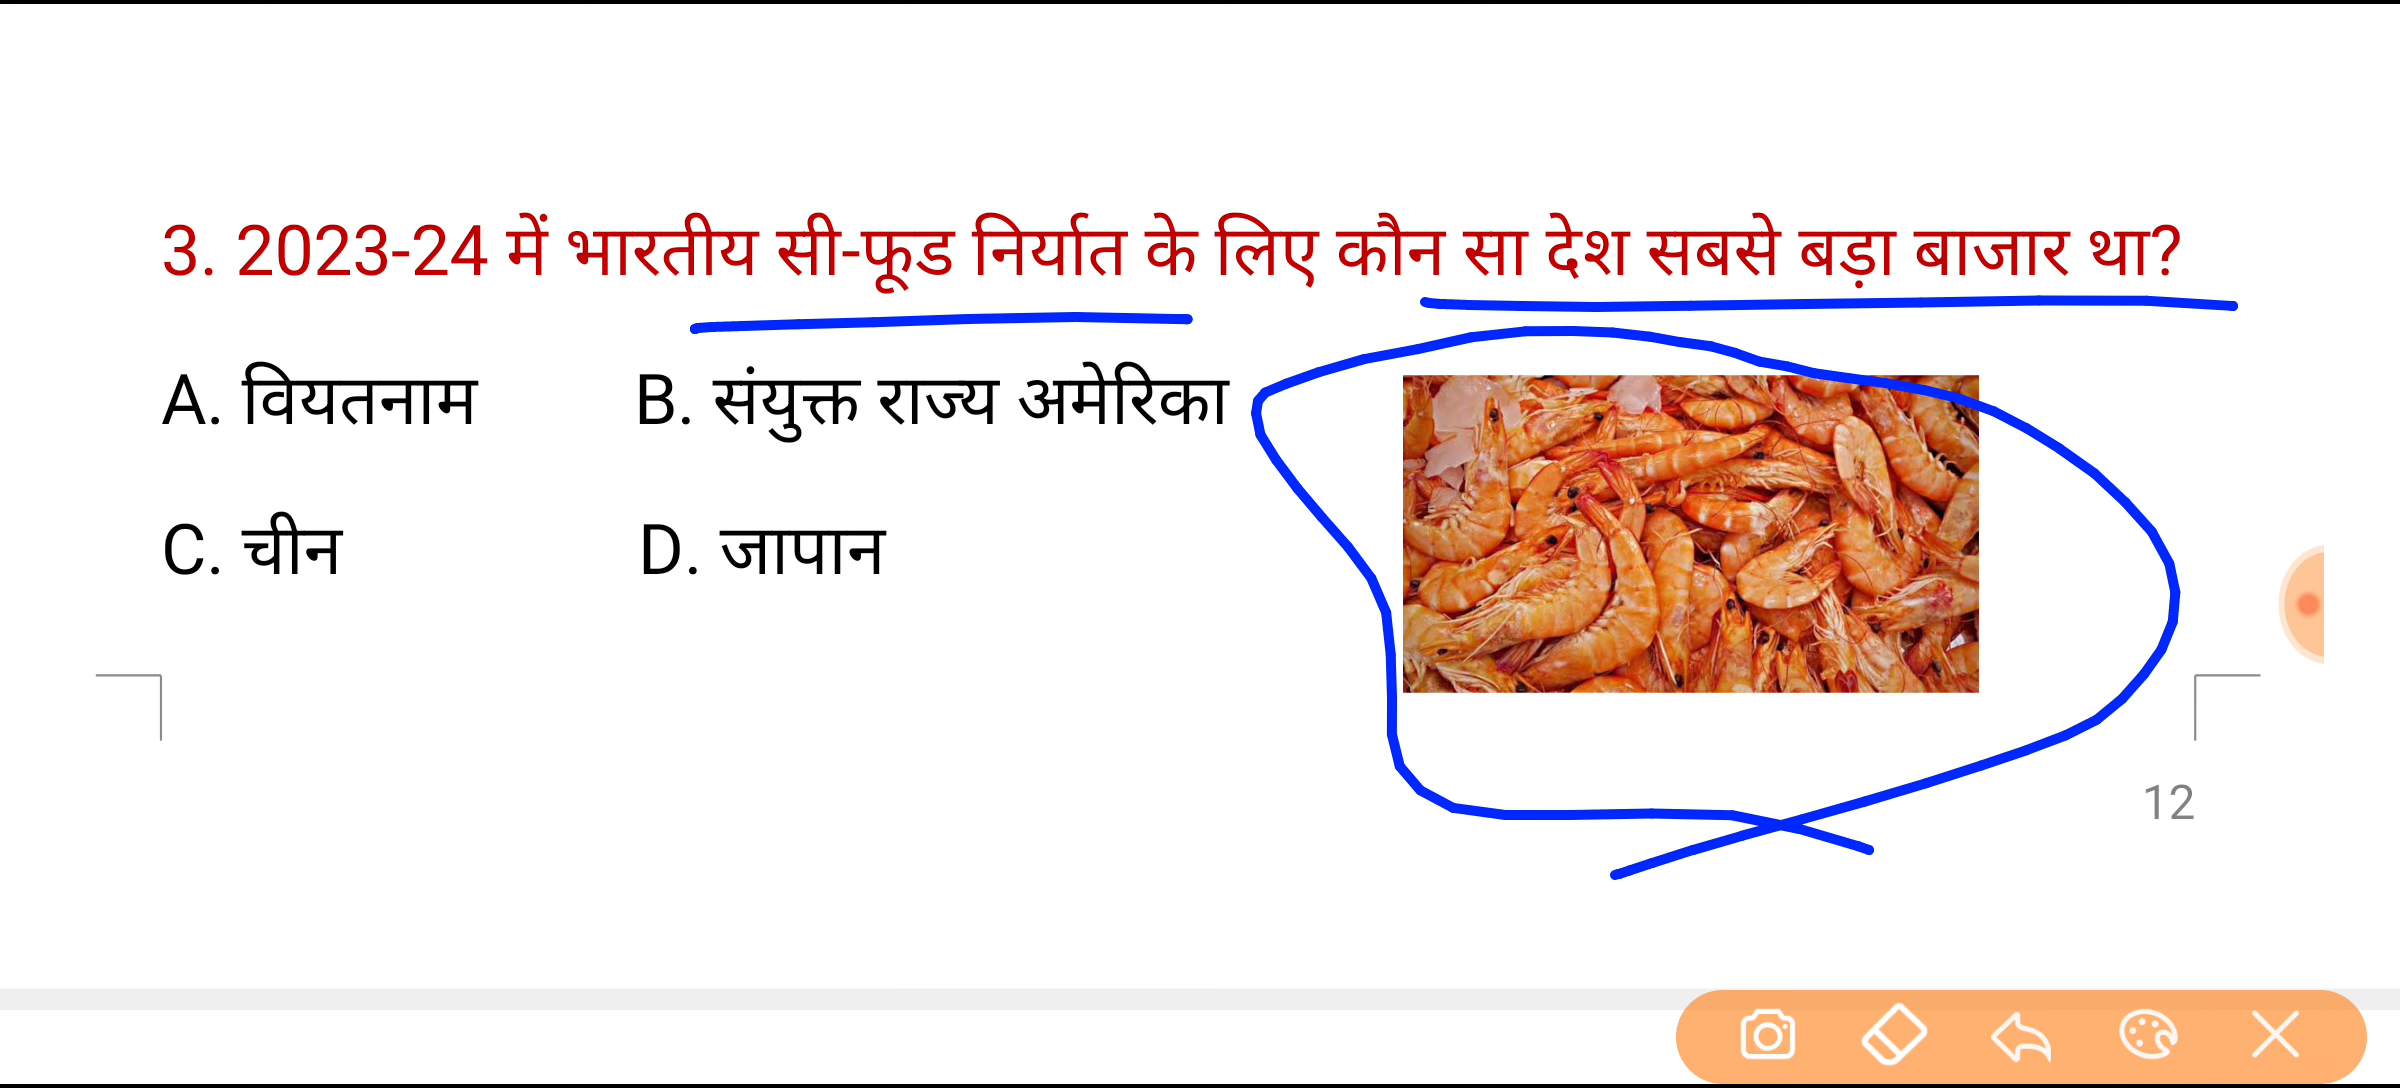 3. 2023-24 में भारतीय सी-फूड निर्यात के लिए कौन सा देश सबसे बड़ा बाजार था?
A. वियतनाम B. संयुक्त राज्य अमेरिका
C. चीन D. जापान
12